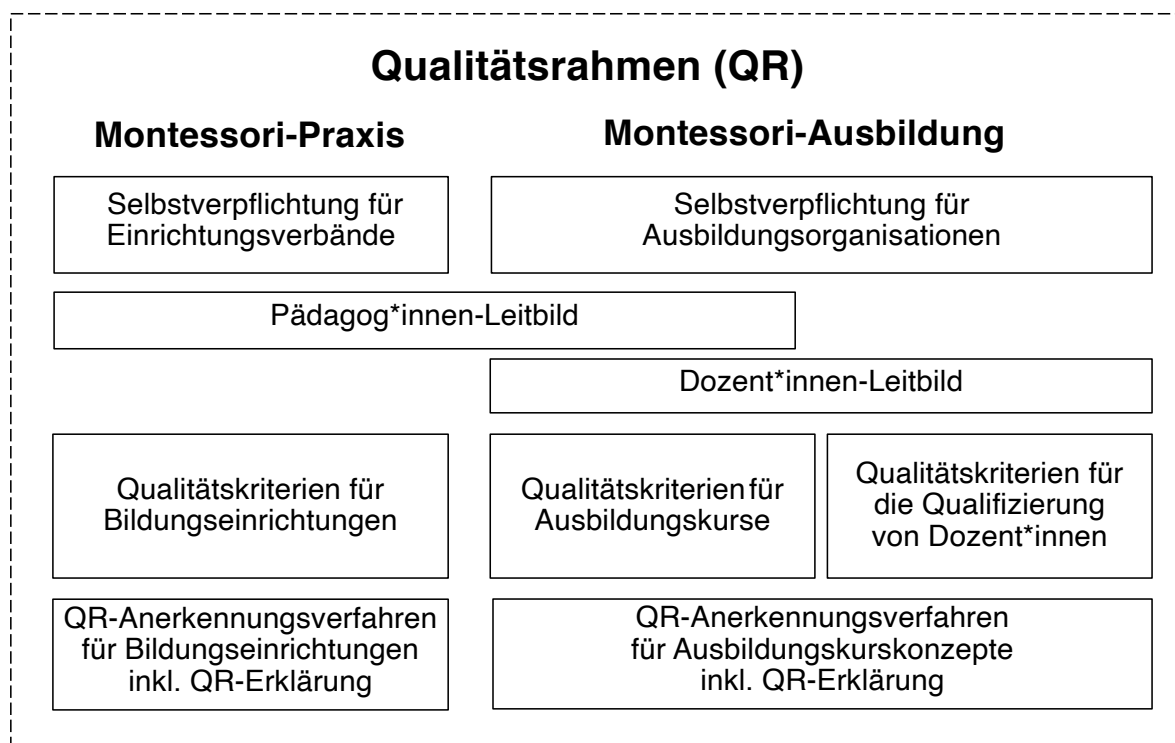 Qualitätsrahmen (QR)
Montessori-Praxis
Montessori-Ausbildung
Selbstverpflichtung für
Einrichtungsverbände
Selbstverpflichtung für
Ausbildungsorganisationen
Pädagog*innen-Leitbild
Dozent*innen-Leitbild
Qualitätskriterien für
Bildungseinrichtungen
Qualitätskriterien für
Ausbildungskurse
Qualitätskriterien für
die Qualifizierung
von Dozent*innen
QR-Anerkennungsverfahren
für Bildungseinrichtungen
inkl. QR-Erklärung
QR-Anerkennungsverfahren
für Ausbildungskurskonzepte
inkl. QR-Erklärung